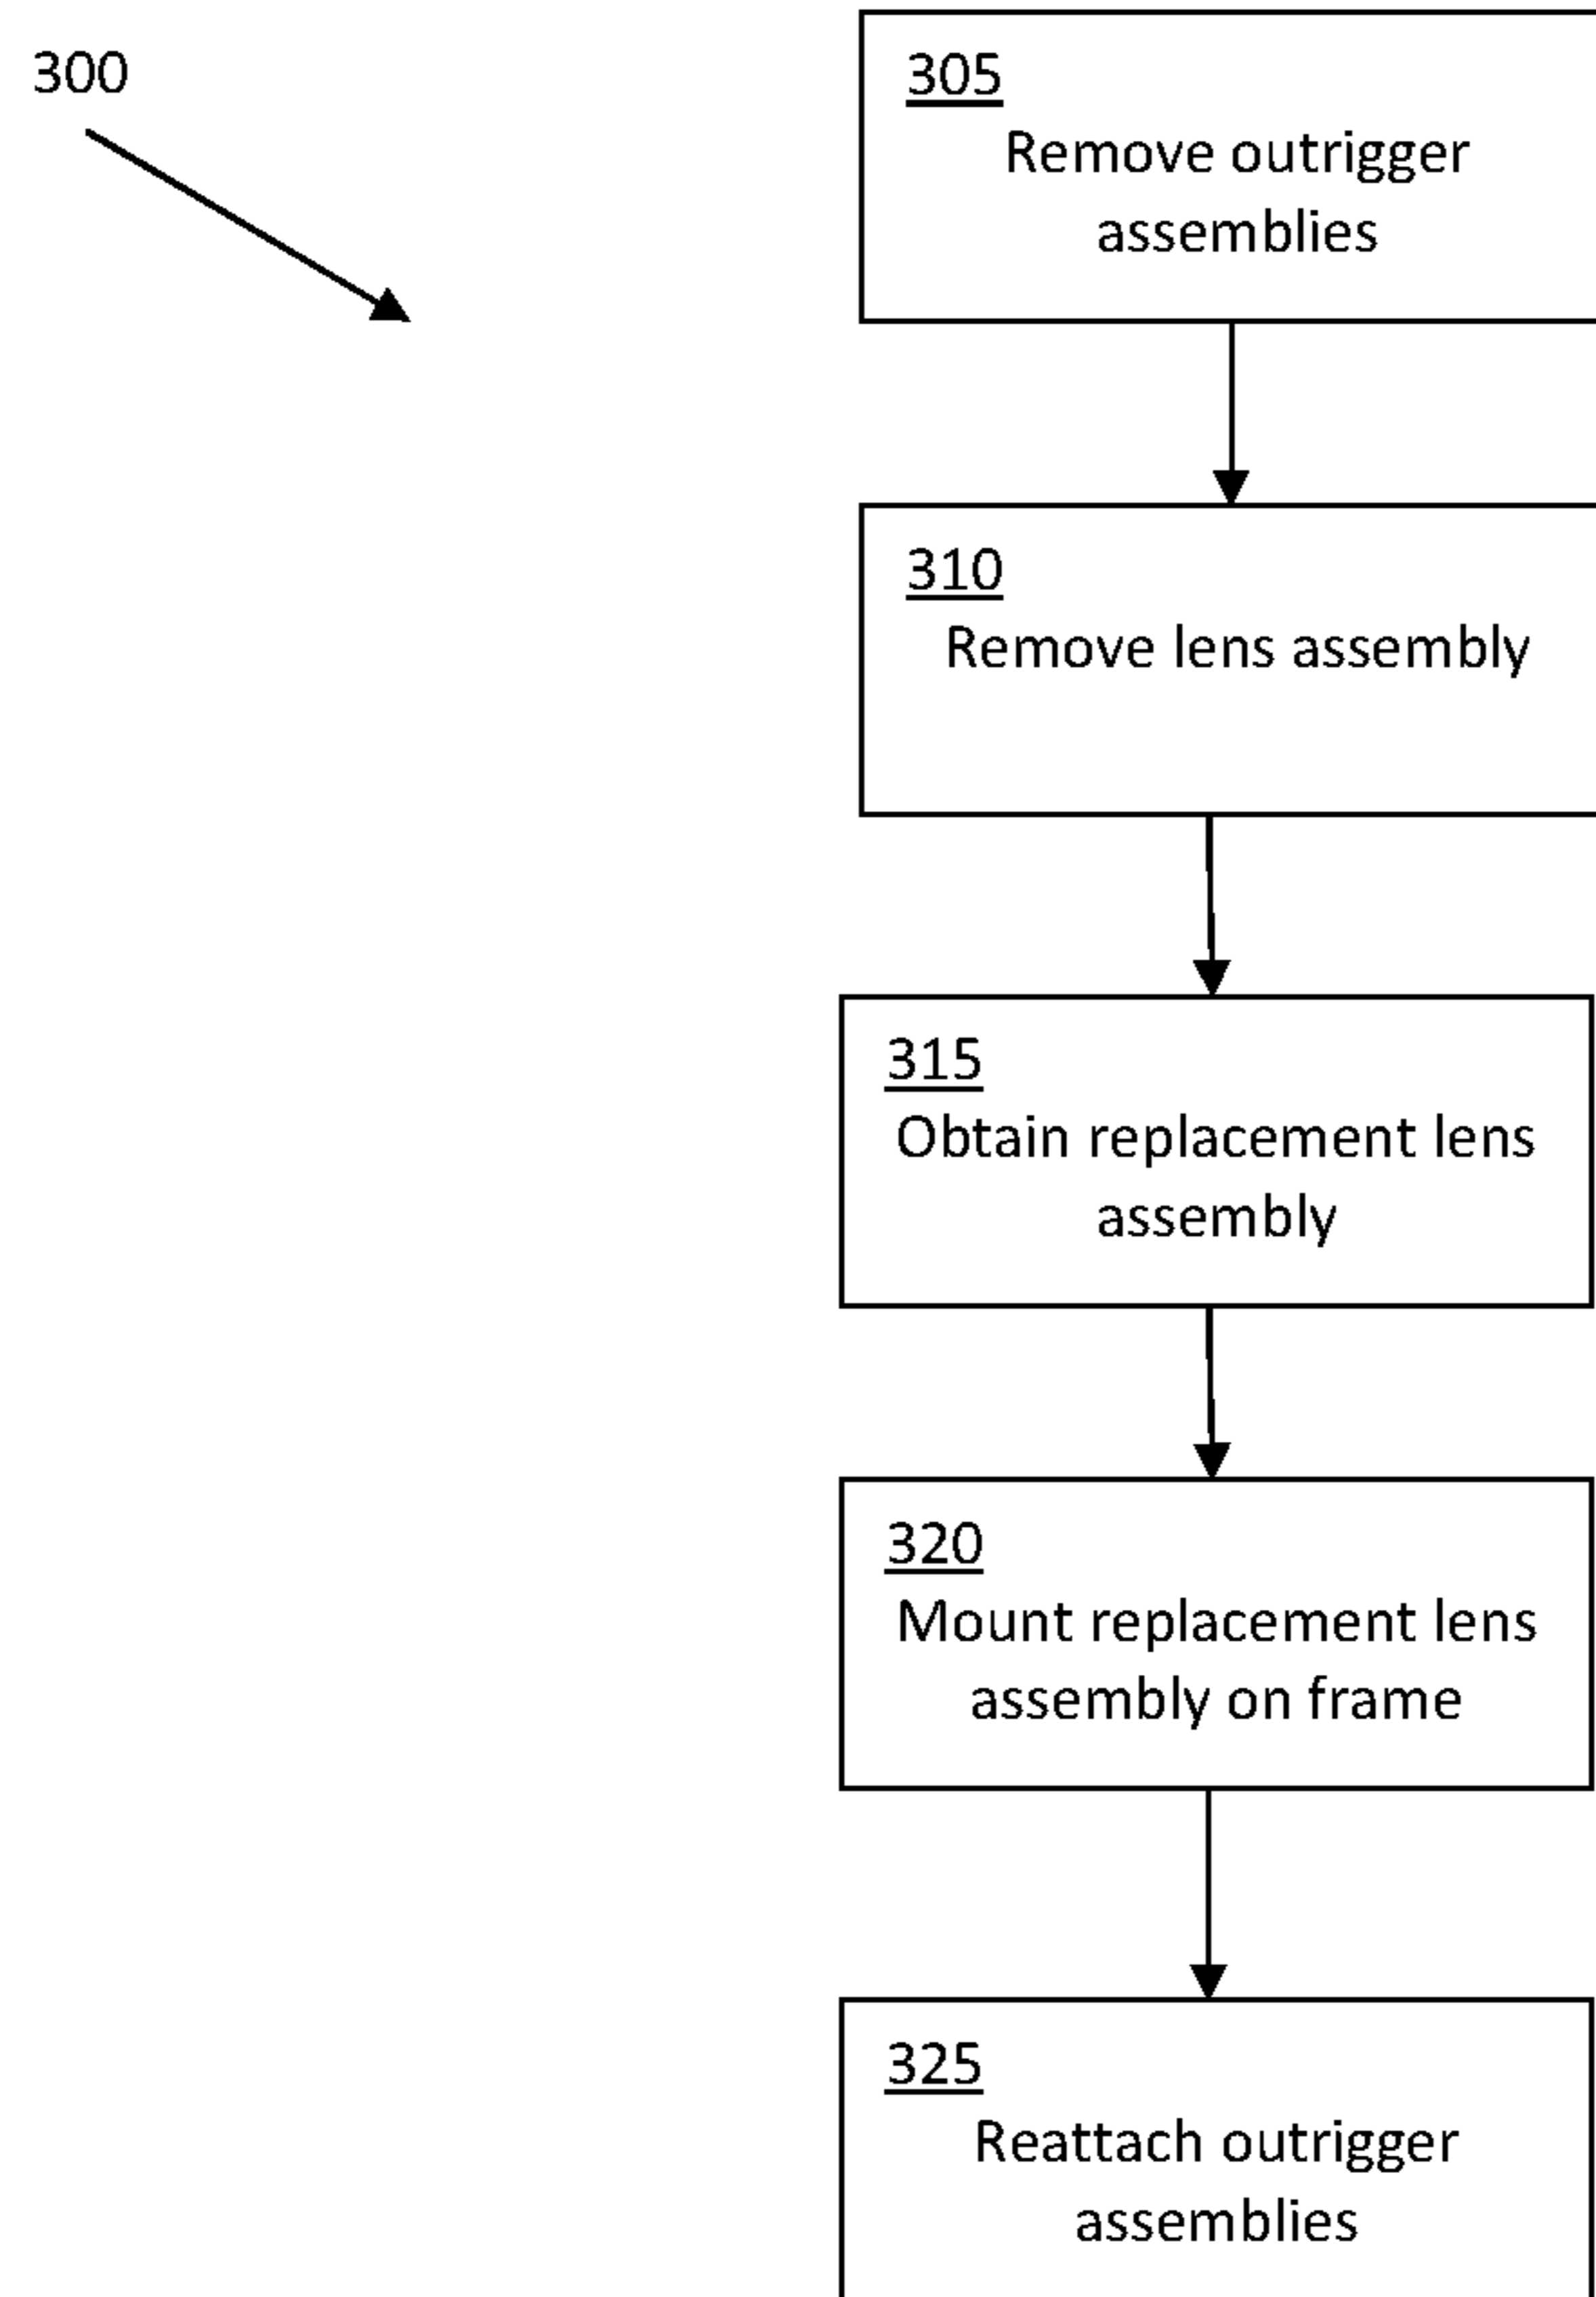 300
305
Remove outrigger
assemblies
310
Remove lens assembly
315
Obtain replacement lens
assembly
320
Mount replacement lens
assembly on frame
325
Reattach outrigger
assemblies